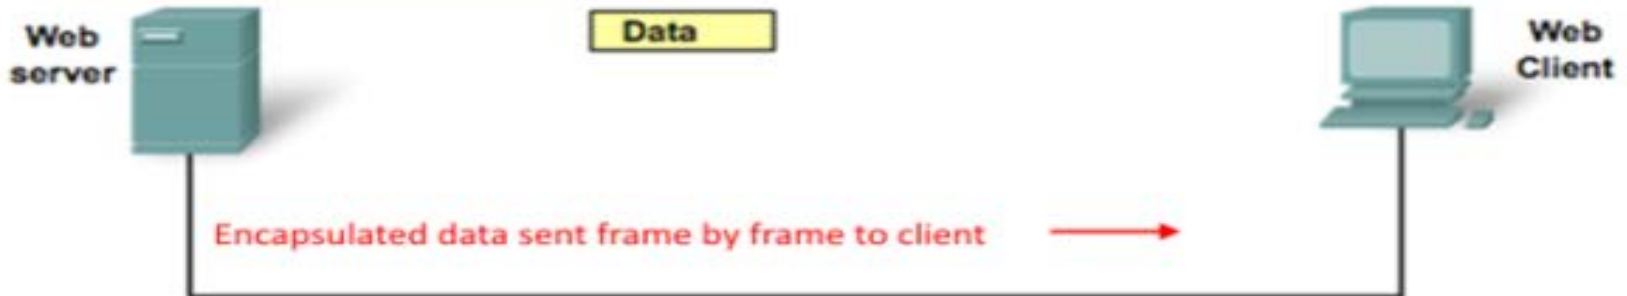 Web
server
Data
Web
Client
Encapsulated data sent frame by frame to client